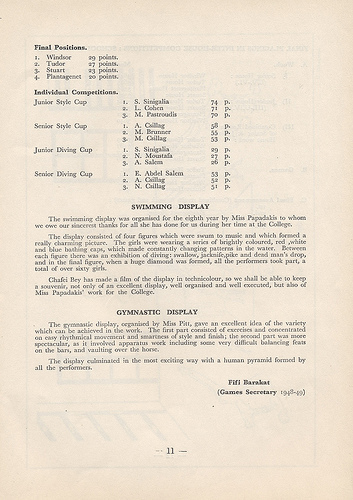 Final Positions.
1. Windsor 29 points.
2. Tudor 27 points.
3. Stuart 23 points.
4. Plantagenet 20 points.
Individual Competitions.
Junior Style Cup 1. S. Sinigalia 74 p.
2. L. Cohen 71 p.
3. M. Pastroudis 70 p.
Senior Style Cup 1. A. Csillag 58 p.
2. M. Brunner 55 p.
3. M. Csillag 53 p.
Junior Diving Cup 1. S. Sinigalia 29 p.
2. N. Moustafa 27 p.
3. A. Salem 26 p.
Senior Diving Cup 1. E. Abdel Salem 53 p.
2. A. Csillag 52 p.
3. N. Csillag 51 p.
SWIMMING DISPLAY
The swimming display was organised for the eighth year by Miss Papadakis to whom
we owe our sincerest thanks for all she has done for us during her time at the College.
The display consisted of four figures which were swum to music and which formed a
really charming picture. The girls were wearing a series of brightly coloured, red ,white
and blue bathing caps, which made constantly changing patterns in the water. Between
each figure there was an exhibition of diving: swallow, jacknife,pike and dead man's drop,
and in the final figure, when a huge diamond was formed, all the performers took part, a
total of over sixty girls.
Chafei Bey has made a film of the display in technicolour, so we shall be able to keep
a souvenir, not only of an excellent display, well organised and well executed, but also of
Miss Papadakis' work for the College.
GYMNASTIC DISPLAY
The gymnastic display, organised by Miss Pitt, gave an excellent idea of the variety
which can be achieved in the work. The first part consisted of exercises and concentrated
on easy rhythmical movement and smartness of style and finish; the second part was more
spectacular, as it involved apparatus work including some very difficult balancing feats
on the bars, and vaulting over the horse.
The display culminated in the most exciting way with a human pyramid formed by
all the performers.
Fifi Barakat
(Games Secretary 1948-49)
— 11 —